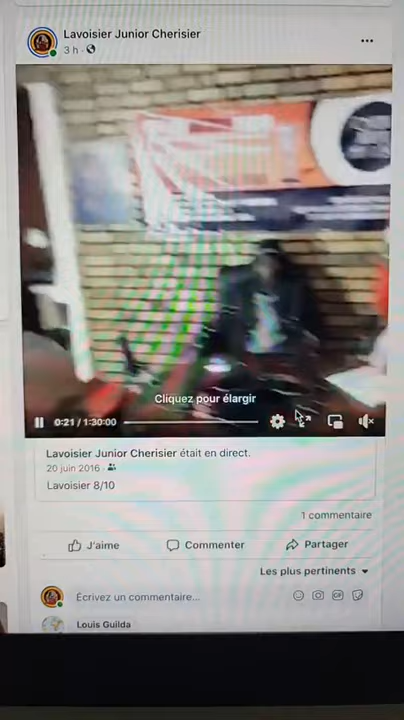 Lavoisier Junior Cherisier
3 h ·
Cliquez pour élargir
0:21 / 1:30:00
Lavoisier Junior Cherisier était en direct.
20 juin 2016 ·
Lavoisier 8/10
1 commentaire
J'aime
Commenter
Partager
Les plus pertinents
Écrivez un commentaire...
GIF
Louis Guilda